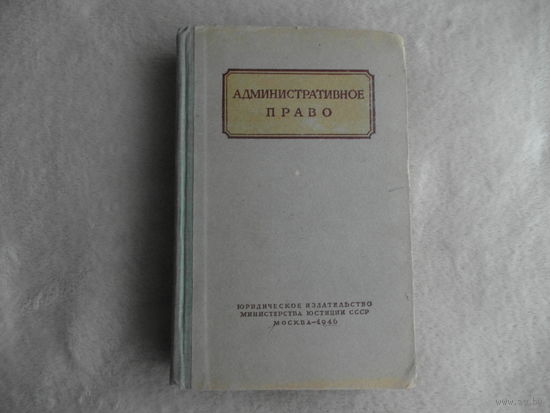 АДМИНИСТРАТИВНОЕ
ПРАВО
ЮРИДИЧЕСКОЕ ИЗДАТЕЛЬСТВО
МИНИСТЕРСТВА ЮСТИЦИИ СССР
МОСКВА—1946